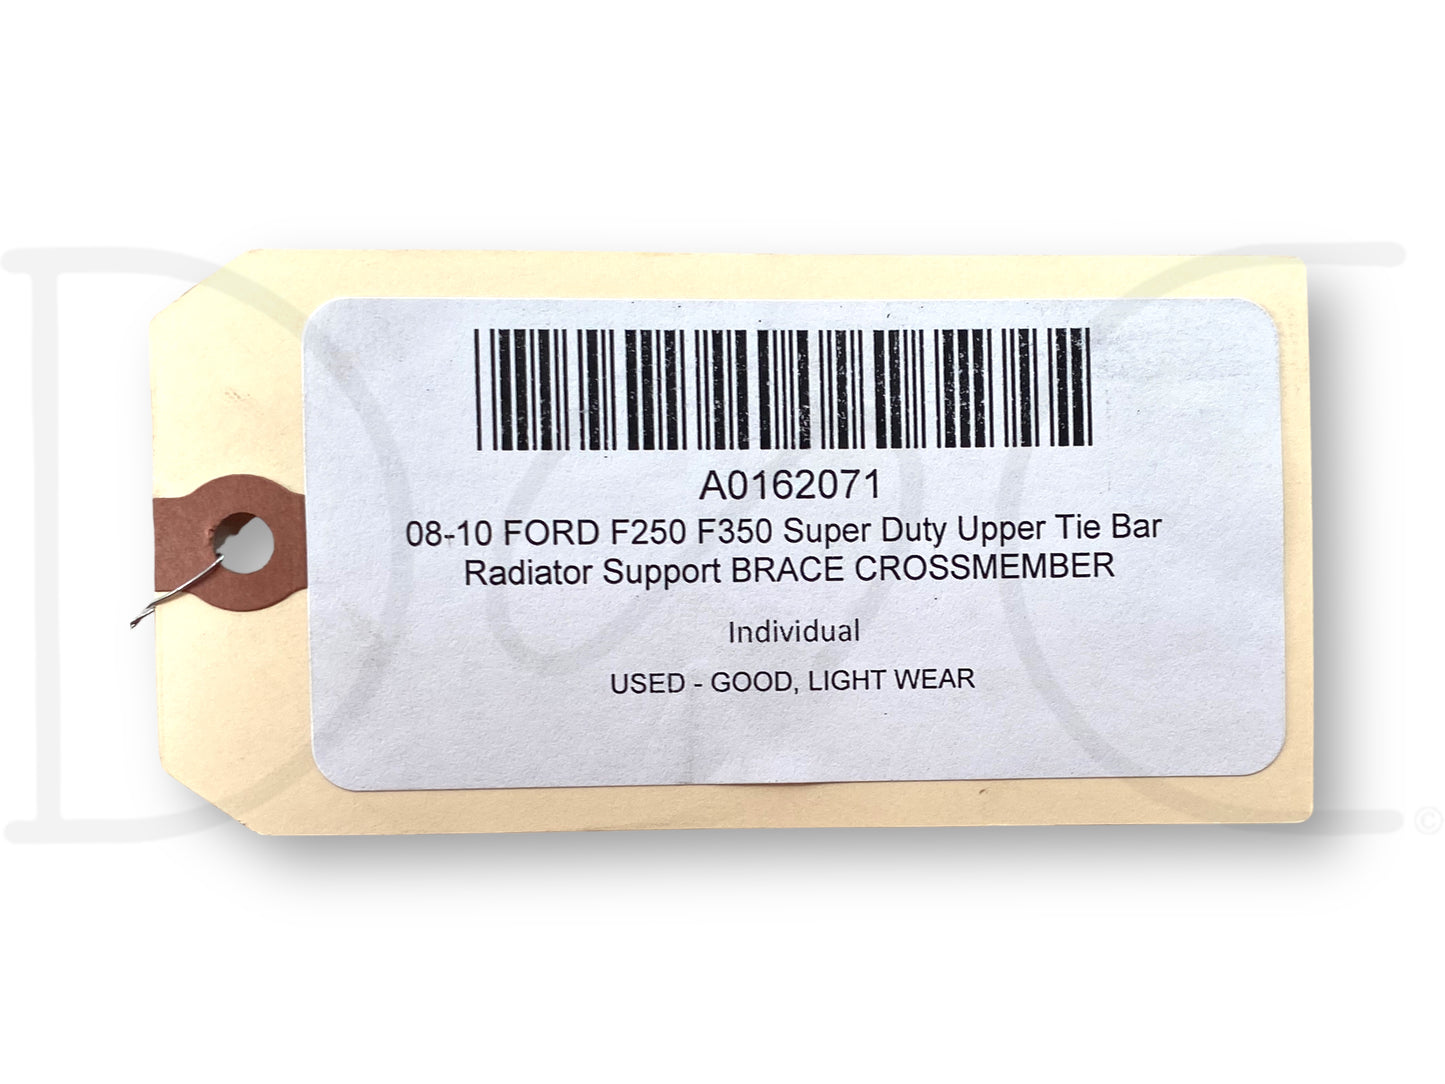 A0162071
08-10 FORD F250 F350 Super Duty Upper Tie Bar
Radiator Support BRACE CROSSMEMBER
Individual
USED - GOOD, LIGHT WEAR
©